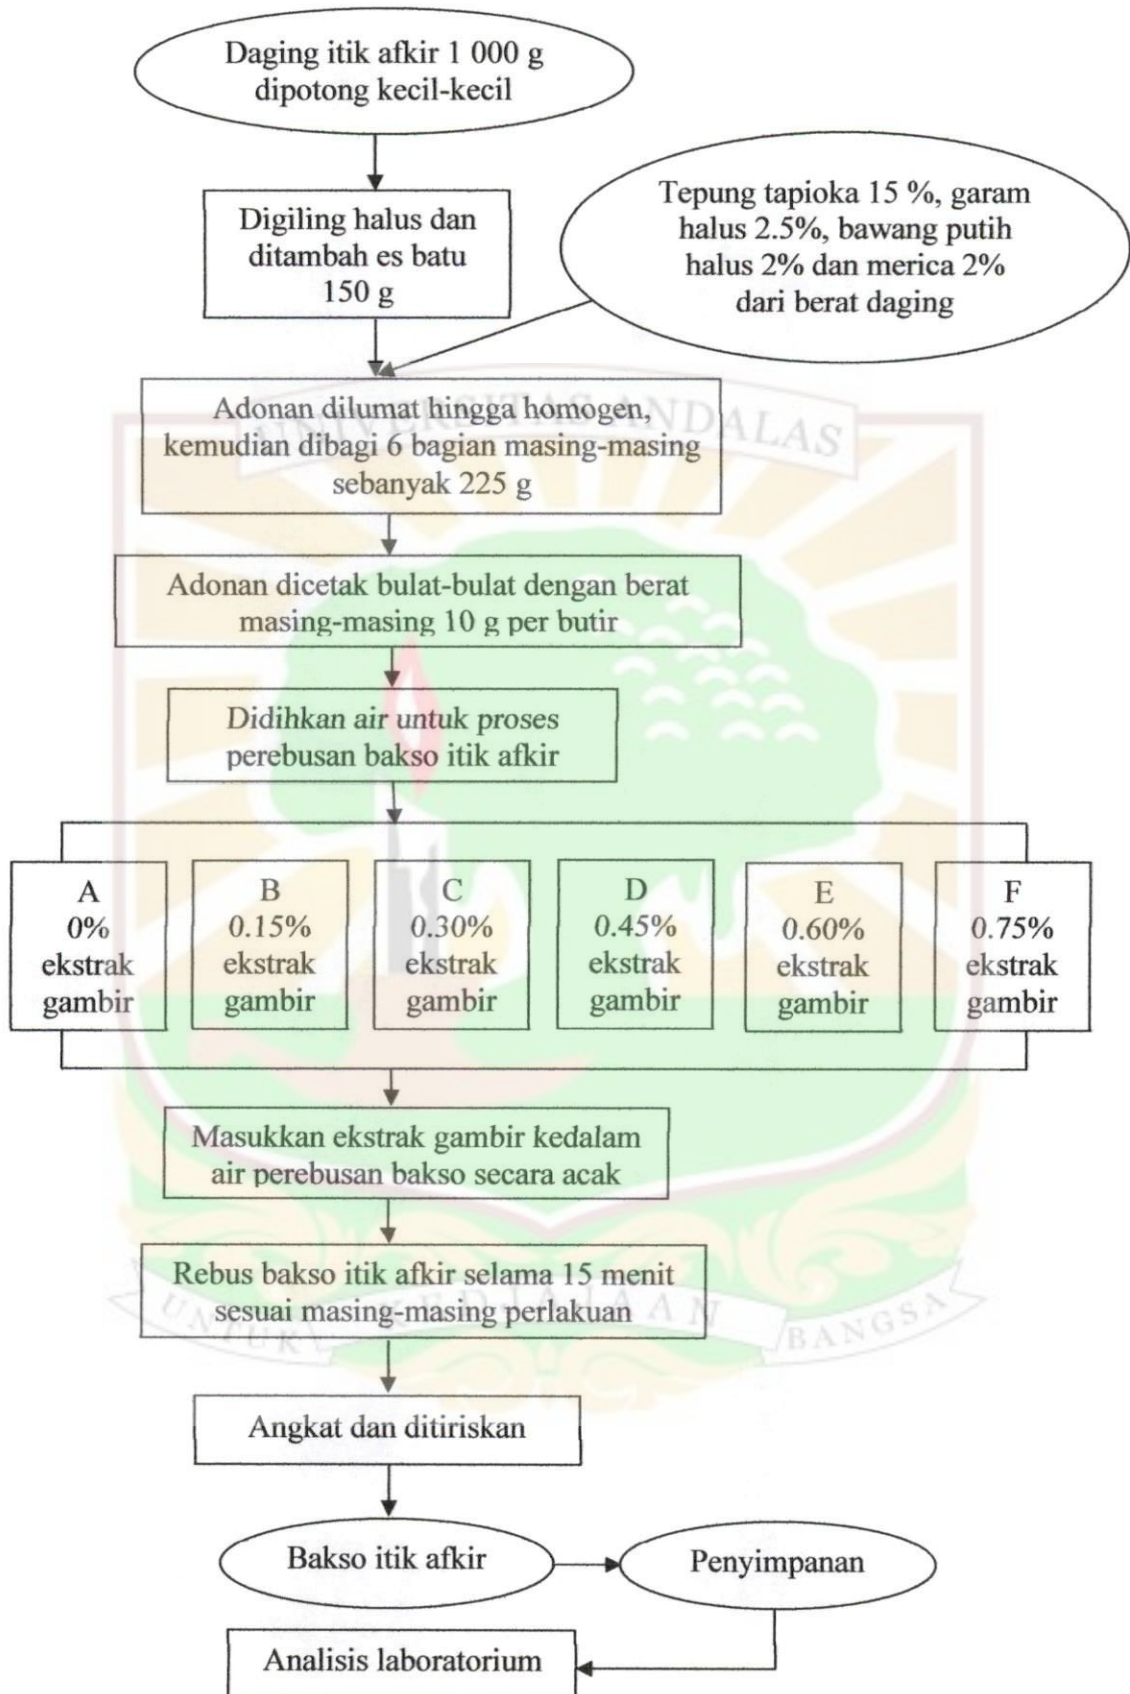 Daging itik afkir 1 000 g
dipotong kecil-kecil
Digiling halus dan
ditambah es batu
150 g
Tepung tapioka 15 %, garam
halus 2.5%, bawang putih
halus 2% dan merica 2%
dari berat daging
Adonan dilumat hingga homogen,
kemudian dibagi 6 bagian masing-masing
sebanyak 225 g
UNIVERSITAS ANDALAS
Adonan dicetak bulat-bulat dengan berat
masing-masing 10 g per butir
Didihkan air untuk proses
perebusan bakso itik afkir
A
0%
ekstrak
gambir
B
0.15%
ekstrak
gambir
C
0.30%
ekstrak
gambir
D
0.45%
ekstrak
gambir
E
0.60%
ekstrak
gambir
F
0.75%
ekstrak
gambir
Masukkan ekstrak gambir kedalam
air perebusan bakso secara acak
Rebus bakso itik afkir selama 15 menit
sesuai masing-masing perlakuan
UNTUK KEDJAJAAN BANGSA
Angkat dan ditiriskan
Bakso itik afkir
Penyimpanan
Analisis laboratorium